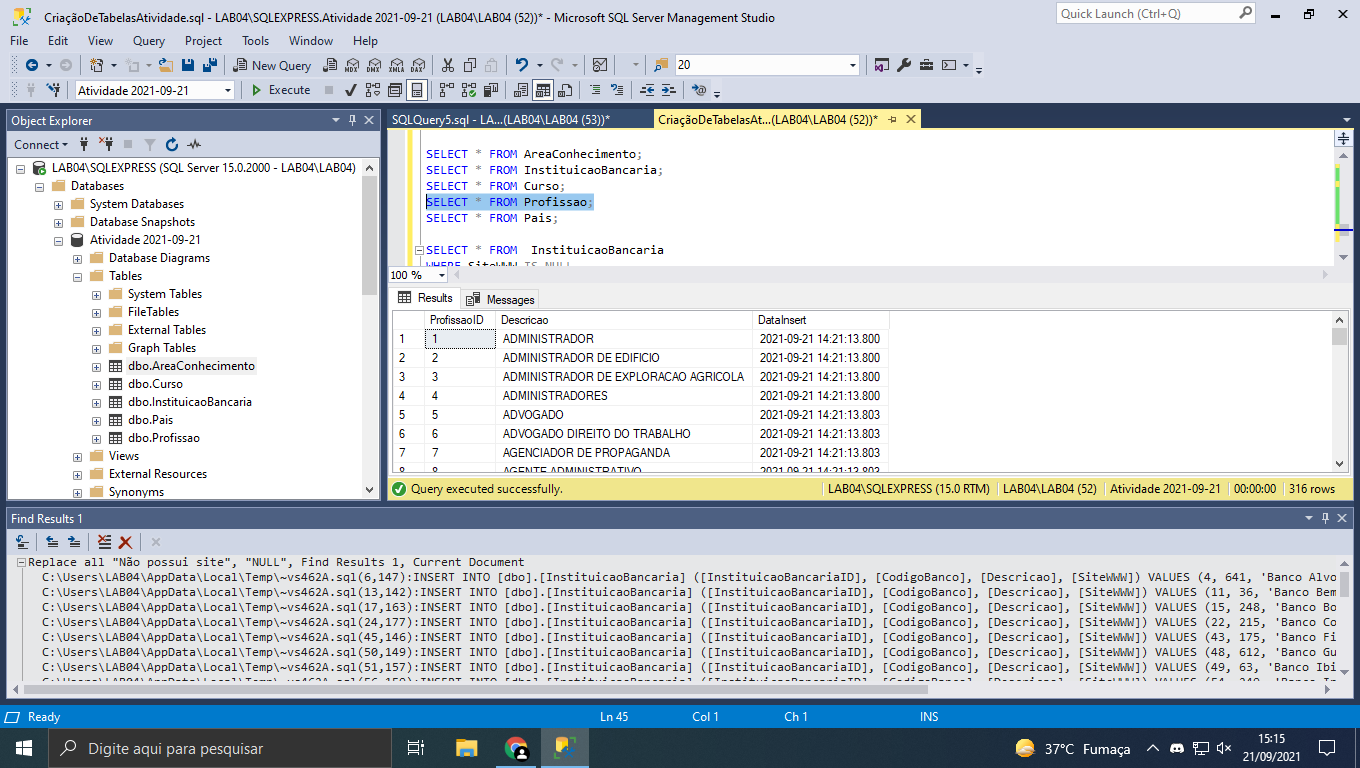 CriaçãoDeTabelasAtividade.sql - LAB04\SQLEXPRESS.Atividade 2021-09-21 (LAB04\LAB04 (52))* - Microsoft SQL Server Management Studio
Quick Launch (Ctrl+Q)
File Edit View Query Project Tools Window Help
New Query
MDX DMX XMLA DAX
20
Atividade 2021-09-21
Execute
Object Explorer
Connect
LAB04\SQLEXPRESS (SQL Server 15.0.2000 - LAB04\LAB04)
Databases
System Databases
Database Snapshots
Atividade 2021-09-21
Database Diagrams
Tables
System Tables
FileTables
External Tables
Graph Tables
dbo.AreaConhecimento
dbo.Curso
dbo.InstituicaoBancaria
dbo.Pais
dbo.Profissao
Views
External Resources
Synonyms
SQLQuery5.sql - LA...(LAB04\LAB04 (53))*
CriaçãoDeTabelasAt...(LAB04\LAB04 (52))*
SELECT * FROM AreaConhecimento;
SELECT * FROM InstituicaoBancaria;
SELECT * FROM Curso;
SELECT * FROM Profissao;
SELECT * FROM Pais;
SELECT * FROM  InstituicaoBancaria
WHERE SiteWWW IS NULL
100 %
Results Messages
ProfissaoID Descricao DataInsert
1 1 ADMINISTRADOR 2021-09-21 14:21:13.800
2 2 ADMINISTRADOR DE EDIFICIO 2021-09-21 14:21:13.800
3 3 ADMINISTRADOR DE EXPLORACAO AGRICOLA 2021-09-21 14:21:13.800
4 4 ADMINISTRADORES 2021-09-21 14:21:13.800
5 5 ADVOGADO 2021-09-21 14:21:13.803
6 6 ADVOGADO DIREITO DO TRABALHO 2021-09-21 14:21:13.803
7 7 AGENCIADOR DE PROPAGANDA 2021-09-21 14:21:13.803
8 8 AGENTE ADMINISTRATIVO 2021-09-21 14:21:13.803
Query executed successfully. LAB04\SQLEXPRESS (15.0 RTM) LAB04\LAB04 (52) Atividade 2021-09-21 00:00:00 316 rows
Find Results 1
Replace all "Não possui site", "NULL", Find Results 1, Current Document
C:\Users\LAB04\AppData\Local\Temp\~vs462A.sql(6,147):INSERT INTO [dbo].[InstituicaoBancaria] ([InstituicaoBancariaID], [CodigoBanco], [Descricao], [SiteWWW]) VALUES (4, 641, 'Banco Alvo
C:\Users\LAB04\AppData\Local\Temp\~vs462A.sql(13,142):INSERT INTO [dbo].[InstituicaoBancaria] ([InstituicaoBancariaID], [CodigoBanco], [Descricao], [SiteWWW]) VALUES (11, 36, 'Banco Bem
C:\Users\LAB04\AppData\Local\Temp\~vs462A.sql(17,163):INSERT INTO [dbo].[InstituicaoBancaria] ([InstituicaoBancariaID], [CodigoBanco], [Descricao], [SiteWWW]) VALUES (15, 248, 'Banco Bo
C:\Users\LAB04\AppData\Local\Temp\~vs462A.sql(24,177):INSERT INTO [dbo].[InstituicaoBancaria] ([InstituicaoBancariaID], [CodigoBanco], [Descricao], [SiteWWW]) VALUES (22, 215, 'Banco Co
C:\Users\LAB04\AppData\Local\Temp\~vs462A.sql(45,146):INSERT INTO [dbo].[InstituicaoBancaria] ([InstituicaoBancariaID], [CodigoBanco], [Descricao], [SiteWWW]) VALUES (43, 175, 'Banco Fi
C:\Users\LAB04\AppData\Local\Temp\~vs462A.sql(50,149):INSERT INTO [dbo].[InstituicaoBancaria] ([InstituicaoBancariaID], [CodigoBanco], [Descricao], [SiteWWW]) VALUES (48, 612, 'Banco Gu
C:\Users\LAB04\AppData\Local\Temp\~vs462A.sql(51,157):INSERT INTO [dbo].[InstituicaoBancaria] ([InstituicaoBancariaID], [CodigoBanco], [Descricao], [SiteWWW]) VALUES (49, 63, 'Banco Ibi
Ready Ln 45 Col 1 Ch 1 INS
Digite aqui para pesquisar
37°C Fumaça
15:15
21/09/2021